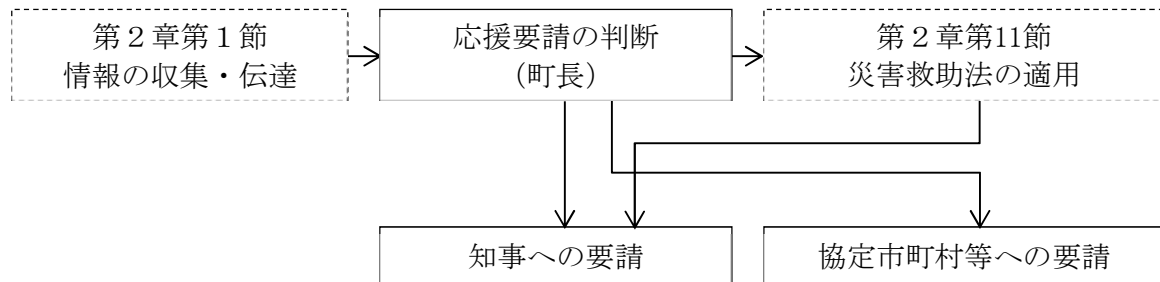 第２章第１節
情報の収集・伝達
応援要請の判断
（町長）
第２章第11節
災害救助法の適用
知事への要請
協定市町村等への要請